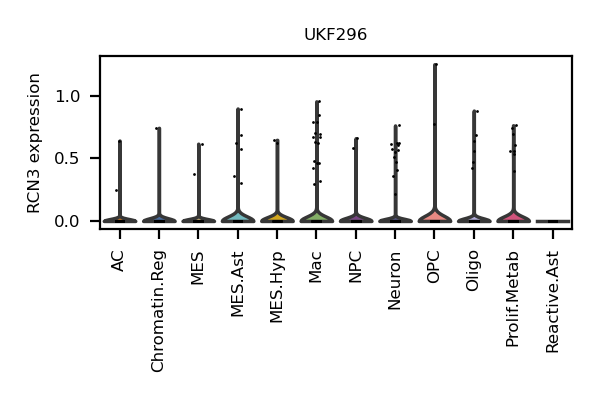 UKF296
RCN3 expression
1.0
0.5
0.0
AC
Chromatin.Reg
MES
MES.Ast
MES.Hyp
Mac
NPC
Neuron
OPC
Oligo
Prolif.Metab
Reactive.Ast